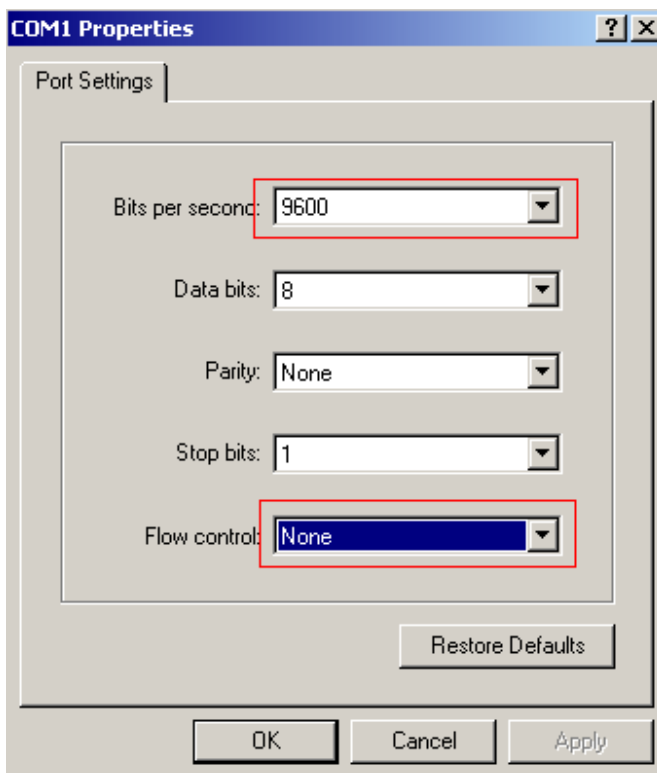 COM1 Properties
Port Settings
Bits per second: 9600
Data bits: 8
Parity: None
Stop bits: 1
Flow control: None
Restore Defaults
OK Cancel Apply